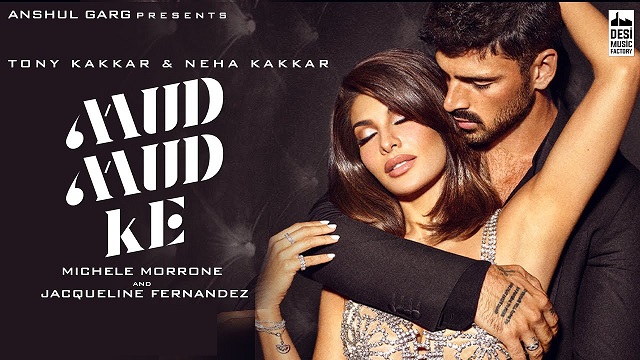 ANSHUL GARG PRESENTS
TONY KAKKAR & NEHA KAKKAR
MUD
MUD
KE
MICHELE MORRONE
AND
JACQUELINE FERNANDEZ
DESI
MUSIC
FACTORY